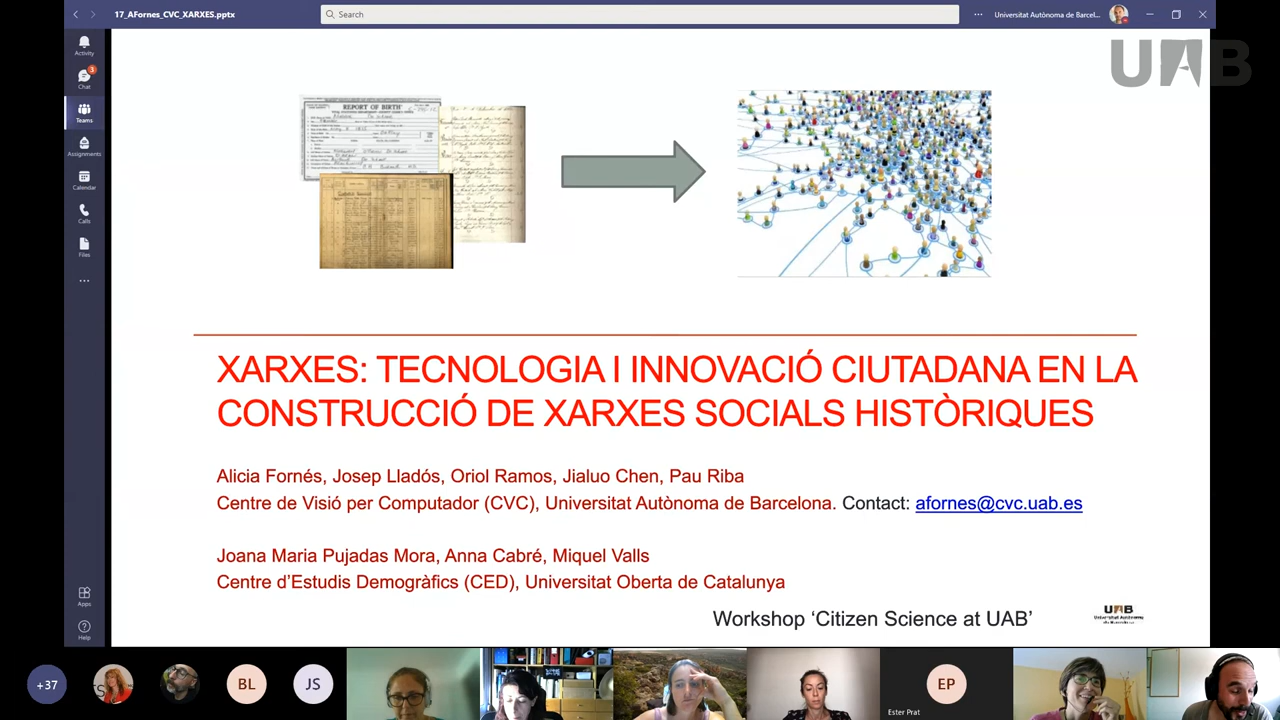 17_AFornes_CVC_XARXES.pptx
Search
Universitat Autònoma de Barcel...
UAB
Activity
Chat
3
Teams
Assignments
Calendar
Calls
Files
Apps
Help
REPORT OF BIRTH
XARXES: TECNOLOGIA I INNOVACIÓ CIUTADANA EN LA
CONSTRUCCIÓ DE XARXES SOCIALS HISTÒRIQUES
Alicia Fornés, Josep Lladós, Oriol Ramos, Jialuo Chen, Pau Riba
Centre de Visió per Computador (CVC), Universitat Autònoma de Barcelona. Contact: afornes@cvc.uab.es
Joana Maria Pujadas Mora, Anna Cabré, Miquel Valls
Centre d'Estudis Demogràfics (CED), Universitat Oberta de Catalunya
Workshop ‘Citizen Science at UAB’
UAB
+37
BL
JS
EP
Ester Prat